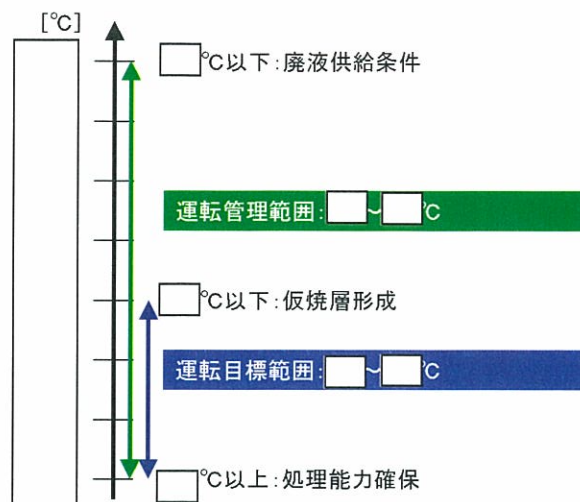 [℃]
□℃以下:廃液供給条件
運転管理範囲:□~□℃
□℃以下:仮焼層形成
運転目標範囲:□~□℃
□℃以上:処理能力確保